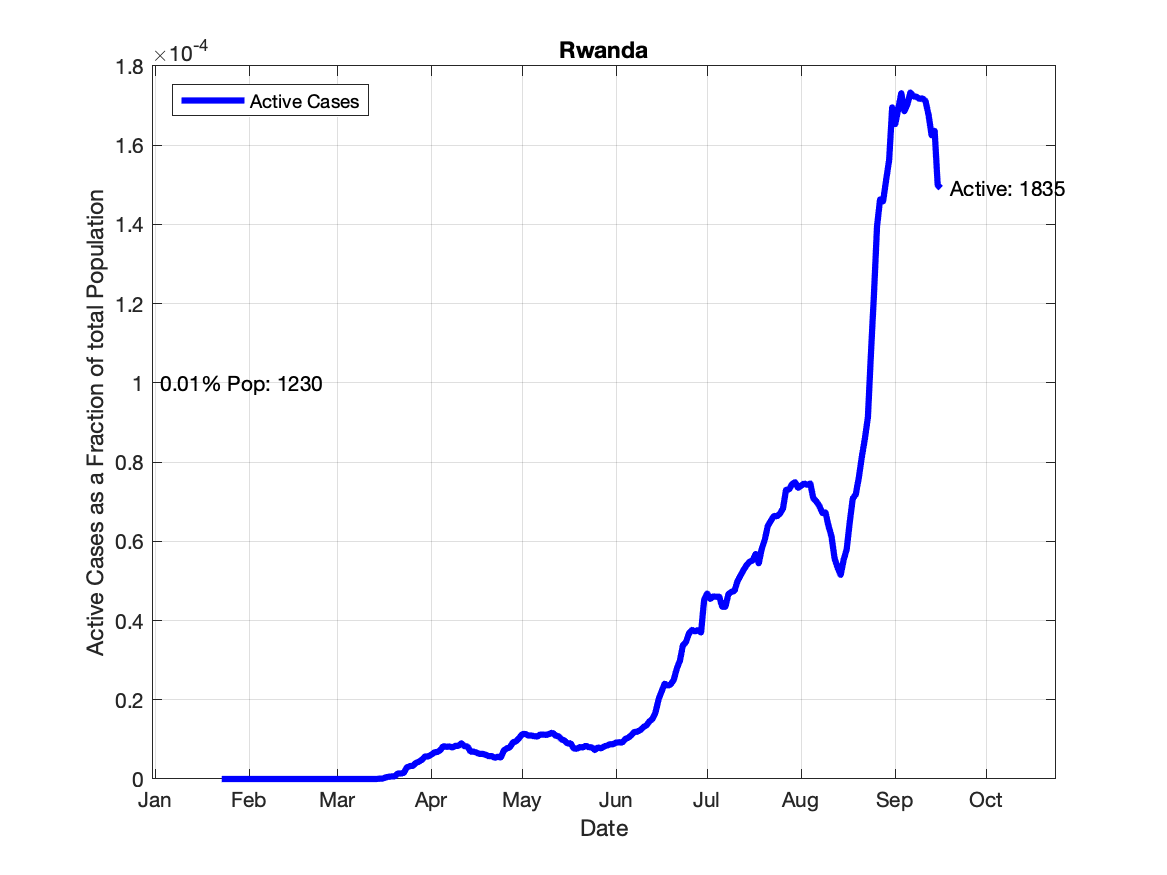 Rwanda
×10-4
Active Cases
1.8
1.6
1.4
1.2
1
0.8
0.6
0.4
0.2
0
Active Cases as a Fraction of total Population
0.01% Pop: 1230
Active: 1835
Jan Feb Mar Apr May Jun Jul Aug Sep Oct
Date